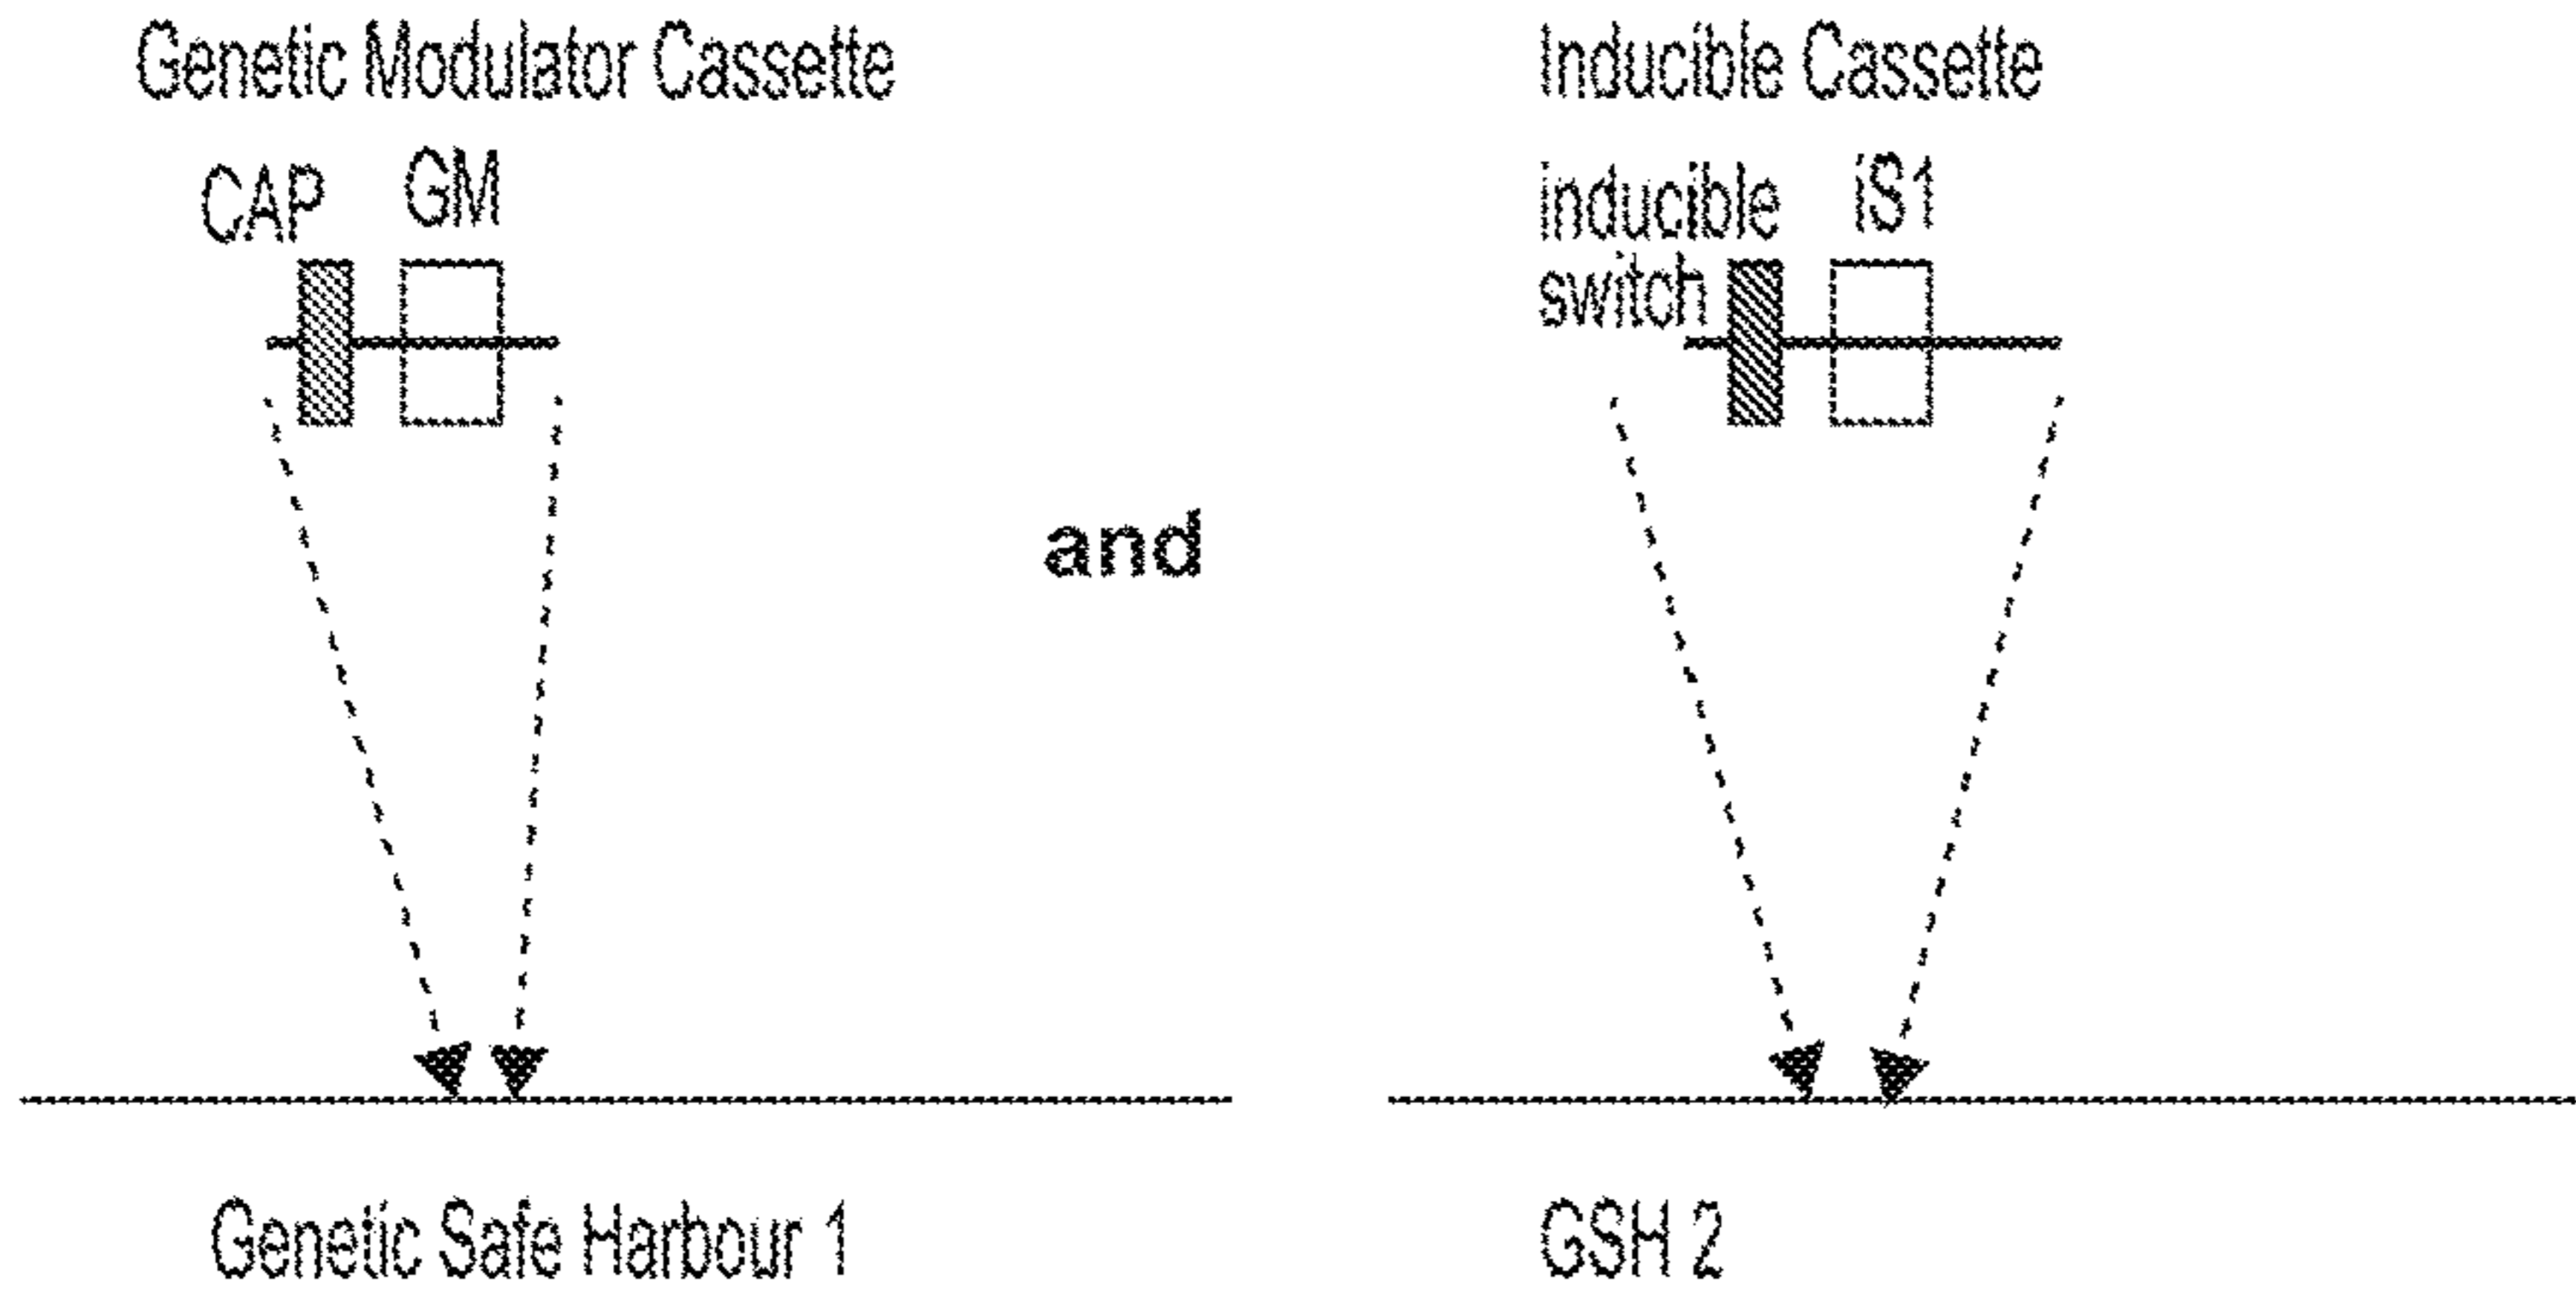 Genetic Modulator Cassette
CAP GM
and
Genetic Safe Harbour 1
Inducible Cassette
inducible iS1
switch
GSH 2